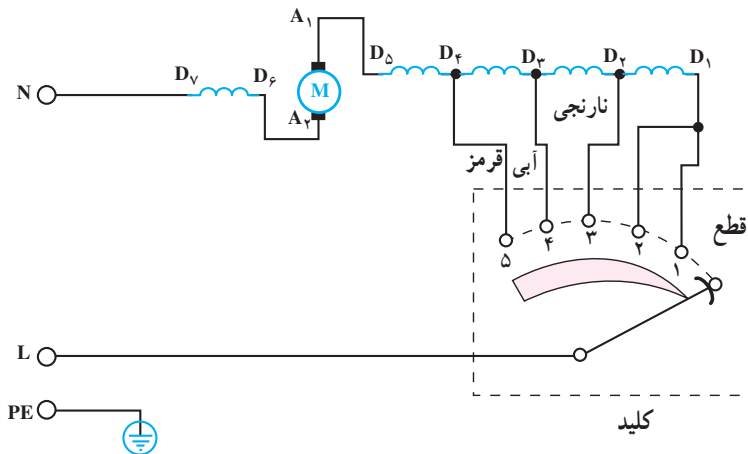 A۱
D۵ D۴ D۳ D۲ D۱
D۷ D۶
N
M
A۲
نارنجی
آبی
قرمز
قطع
۵ ۴ ۳ ۲ ۱
L
PE
کلید